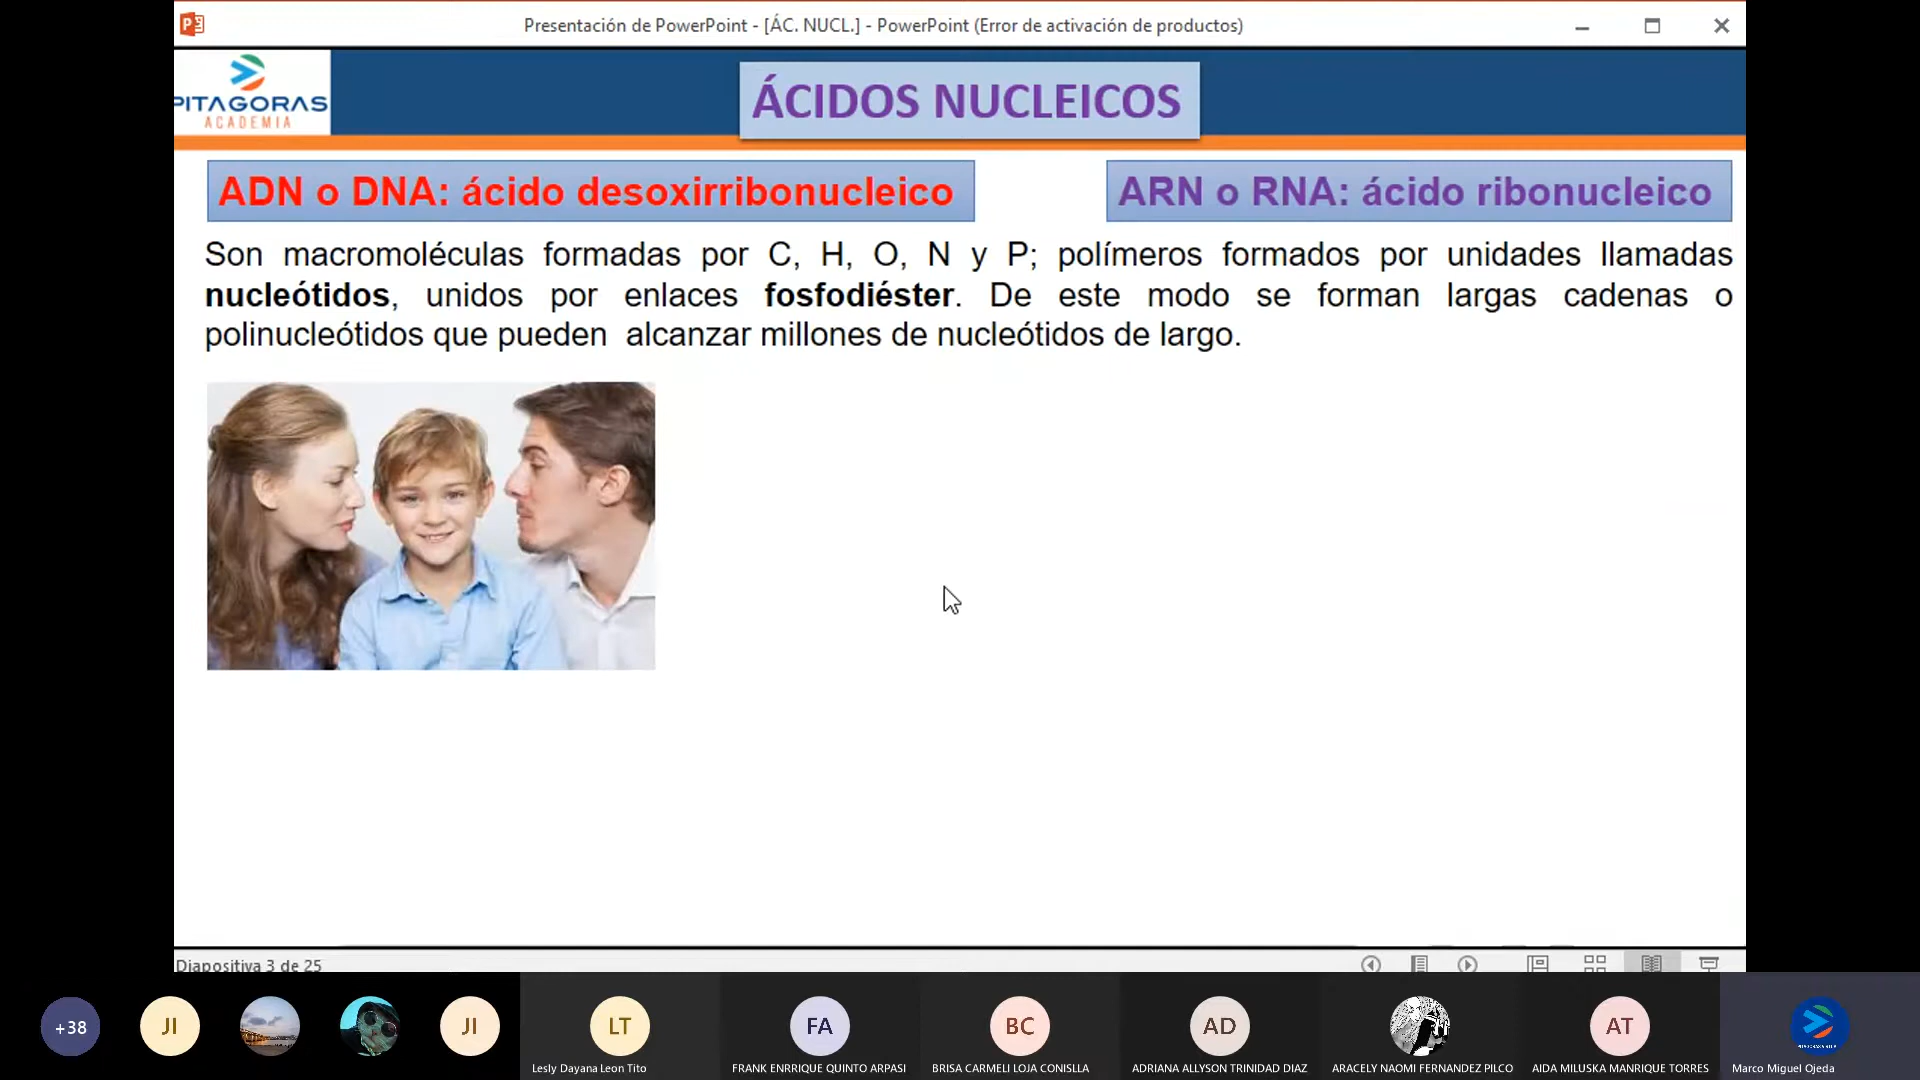 Presentación de PowerPoint - [ÁC. NUCL.] - PowerPoint (Error de activación de productos)
PITAGORAS
ACADEMIA
ÁCIDOS NUCLEICOS
ADN o DNA: ácido desoxirribonucleico
ARN o RNA: ácido ribonucleico
Son macromoléculas formadas por C, H, O, N y P; polímeros formados por unidades llamadas
nucleótidos, unidos por enlaces fosfodiéster. De este modo se forman largas cadenas o
polinucleótidos que pueden alcanzar millones de nucleótidos de largo.
Diapositiva 3 de 25
+38
JI
JI
LT
FA
BC
AD
AT
Lesly Dayana Leon Tito
FRANK ENRRIQUE QUINTO ARPASI
BRISA CARMELI LOJA CONISLLA
ADRIANA ALLYSON TRINIDAD DIAZ
ARACELY NAOMI FERNANDEZ PILCO
AIDA MILUSKA MANRIQUE TORRES
Marco Miguel Ojeda